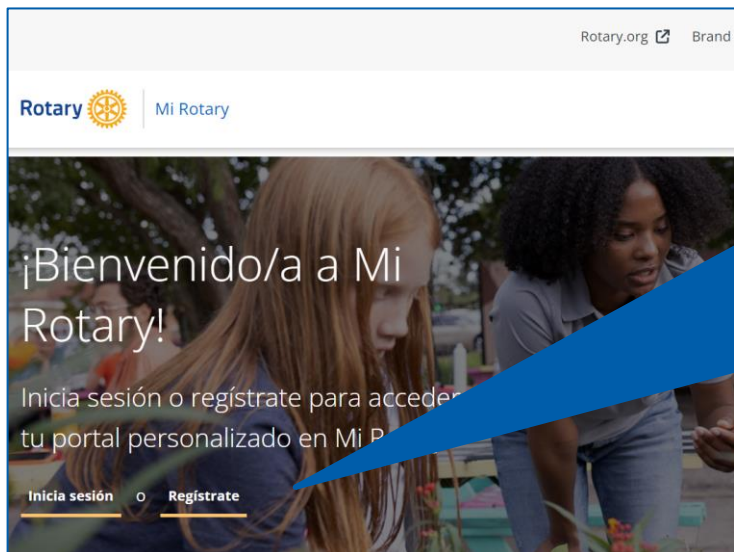 Rotary.org Brand
Rotary
Mi Rotary
¡Bienvenido/a a Mi
Rotary!
Inicia sesión o regístrate para acceder
tu portal personalizado en Mi
Inicia sesión o Regístrate